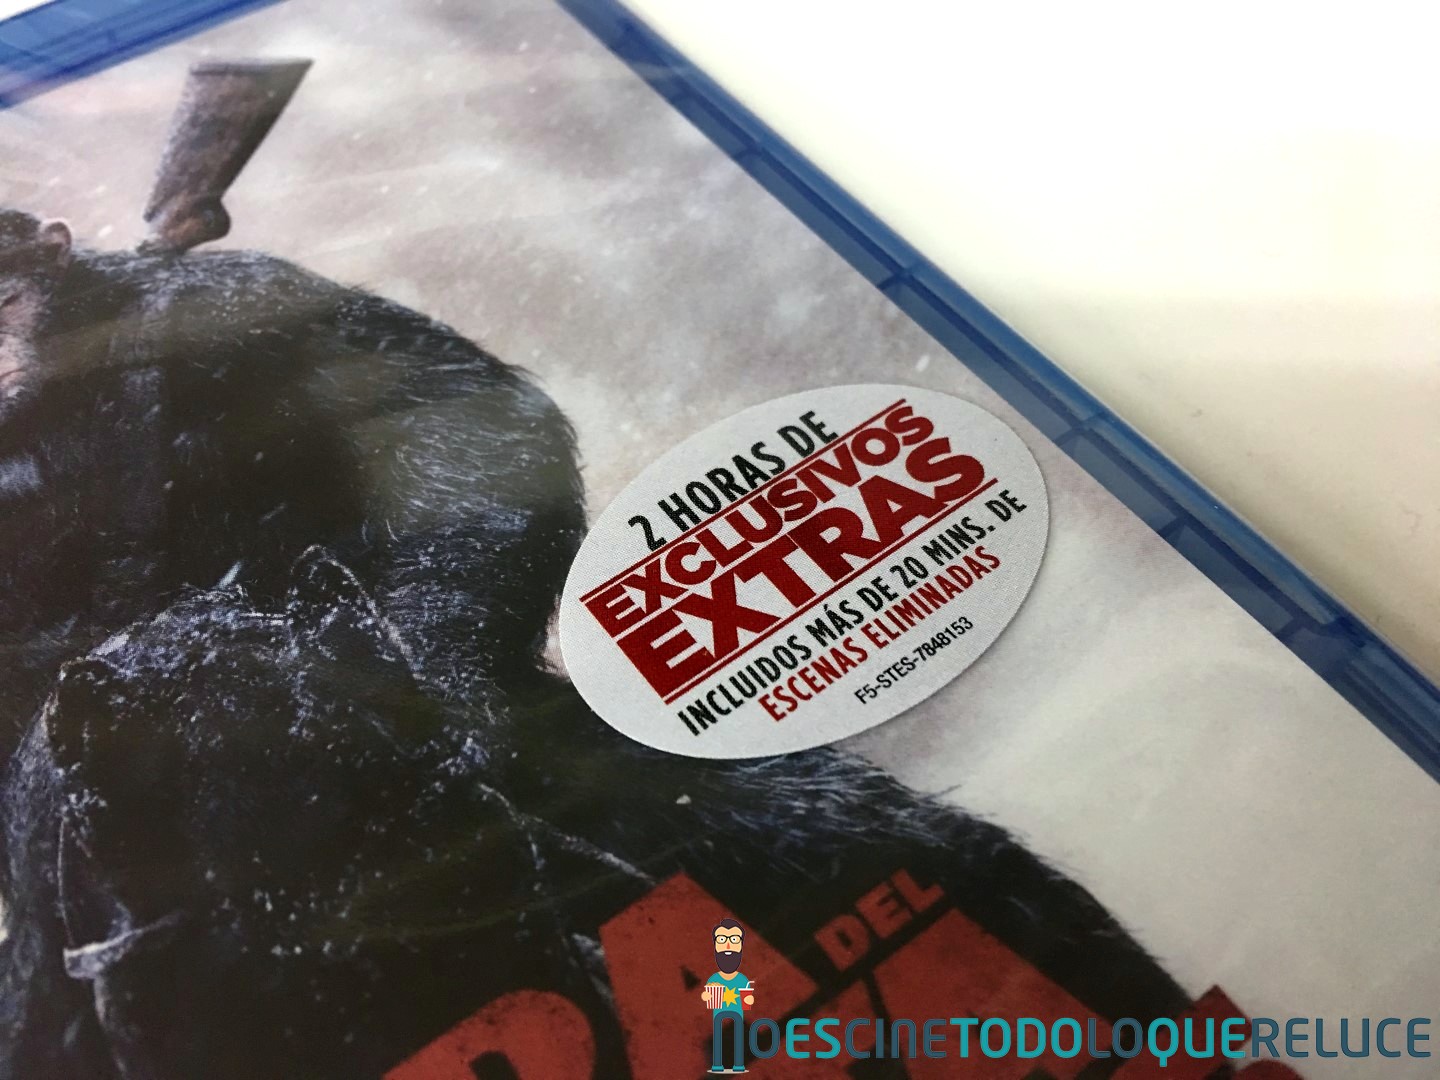 2 HORAS DE
EXCLUSIVOS
EXTRAS
INCLUIDOS MÁS DE 20 MINS. DE
ESCENAS ELIMINADAS
F5-STES-7848153
DEL
NOESCINETODOLOQUERELUCE